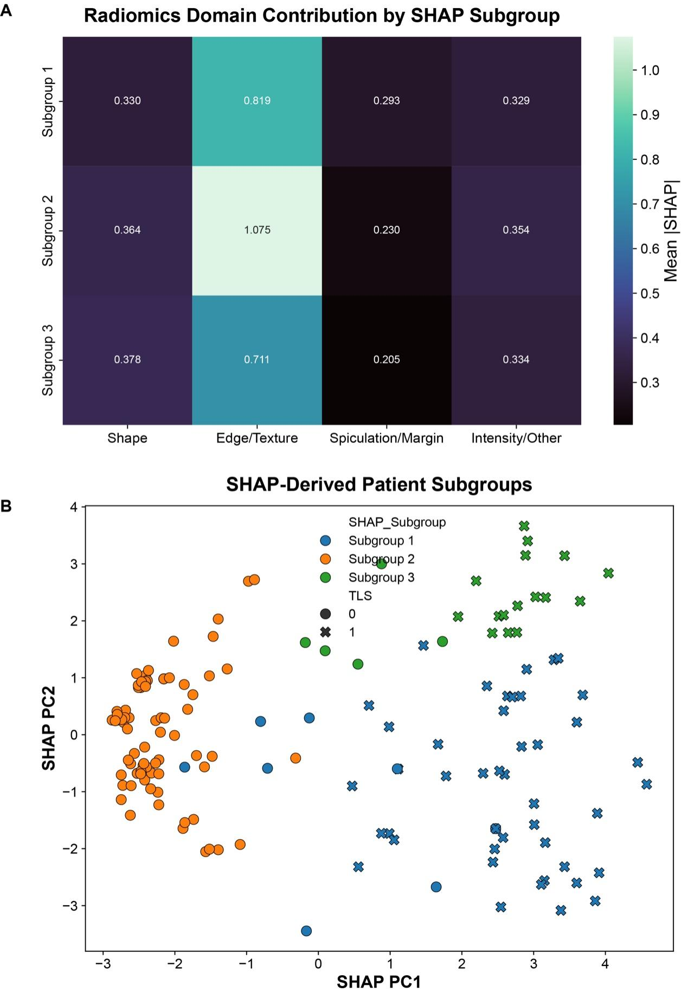 A
Radiomics Domain Contribution by SHAP Subgroup
Subgroup 1
0.330 0.819 0.293 0.329
Subgroup 2
0.364 1.075 0.230 0.354
Subgroup 3
0.378 0.711 0.205 0.334
Shape Edge/Texture Spiculation/Margin Intensity/Other
1.0
0.9
0.8
0.7
0.6
0.5
0.4
0.3
Mean |SHAP|
SHAP-Derived Patient Subgroups
B
SHAP_Subgroup
Subgroup 1
Subgroup 2
Subgroup 3
TLS
0
1
4
3
2
1
0
−1
−2
−3
SHAP PC2
−3 −2 −1 0 1 2 3 4
SHAP PC1